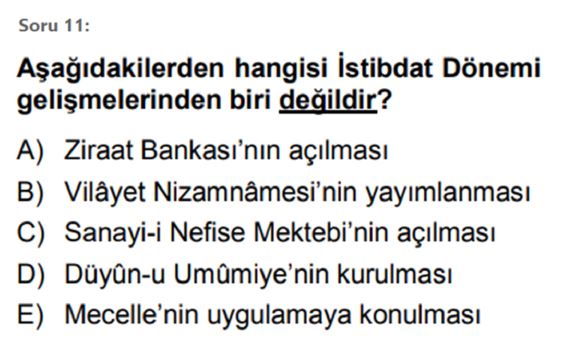 Soru 11:
Aşağıdakilerden hangisi İstibdat Dönemi
gelişmelerinden biri değildir?
A) Ziraat Bankası’nın açılması
B) Vilâyet Nizamnâmesi’nin yayımlanması
C) Sanayi-i Nefise Mektebi’nin açılması
D) Düyûn-u Umûmiye’nin kurulması
E) Mecelle’nin uygulamaya konulması